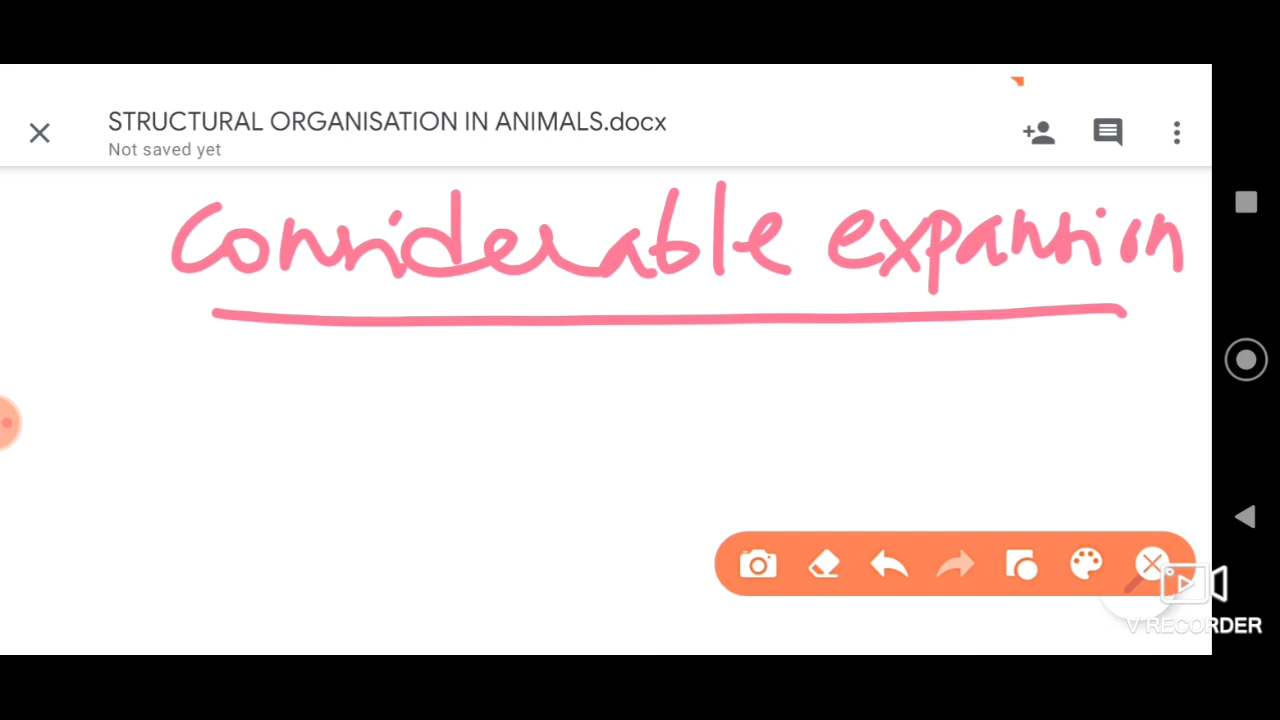 STRUCTURAL ORGANISATION IN ANIMALS.docx
Not saved yet
Considerable expansion
V RECORDER